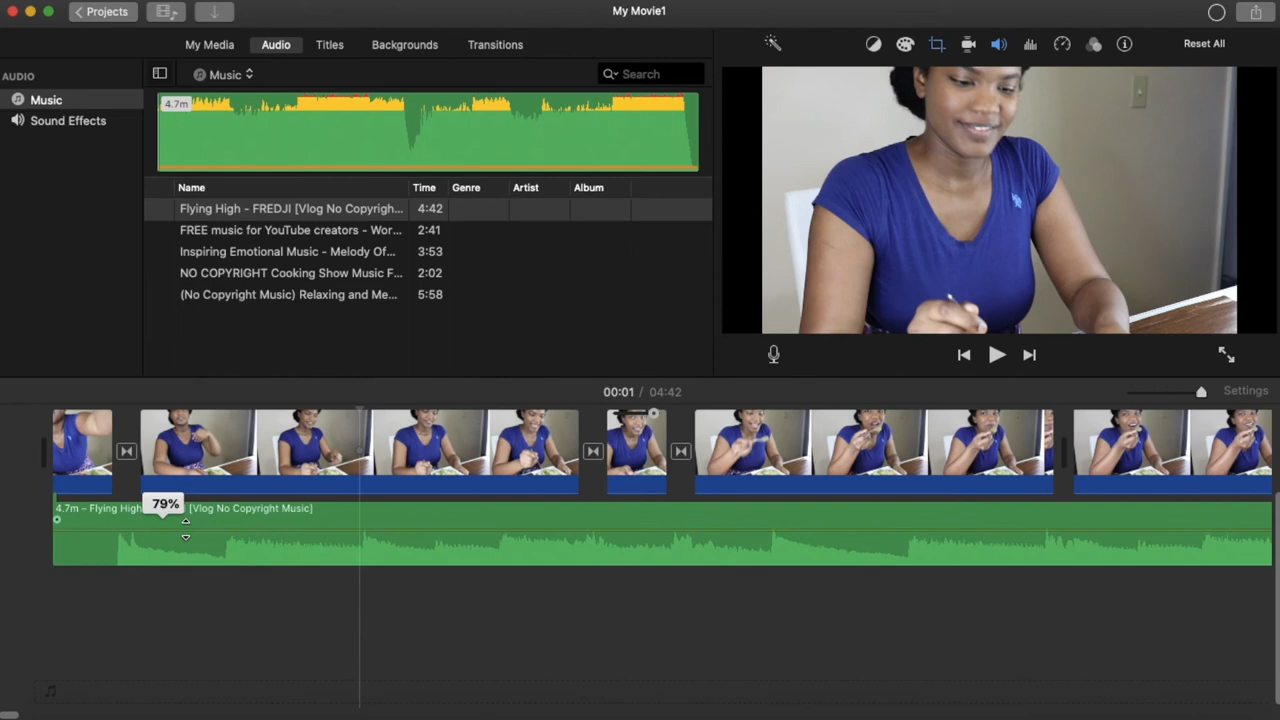 My Movie1
Projects
My Media
Audio
Titles
Backgrounds
Transitions
Reset All
AUDIO
Music
Sound Effects
Music
Search
4.7m
Name Time Genre Artist Album
Flying High - FREDJI [Vlog No Copyrigh... 4:42
FREE music for YouTube creators - Wor... 2:41
Inspiring Emotional Music - Melody Of... 3:53
NO COPYRIGHT Cooking Show Music F... 2:02
(No Copyright Music) Relaxing and Me... 5:58
00:01 / 04:42
Settings
79%
4.7m – Flying High [Vlog No Copyright Music]